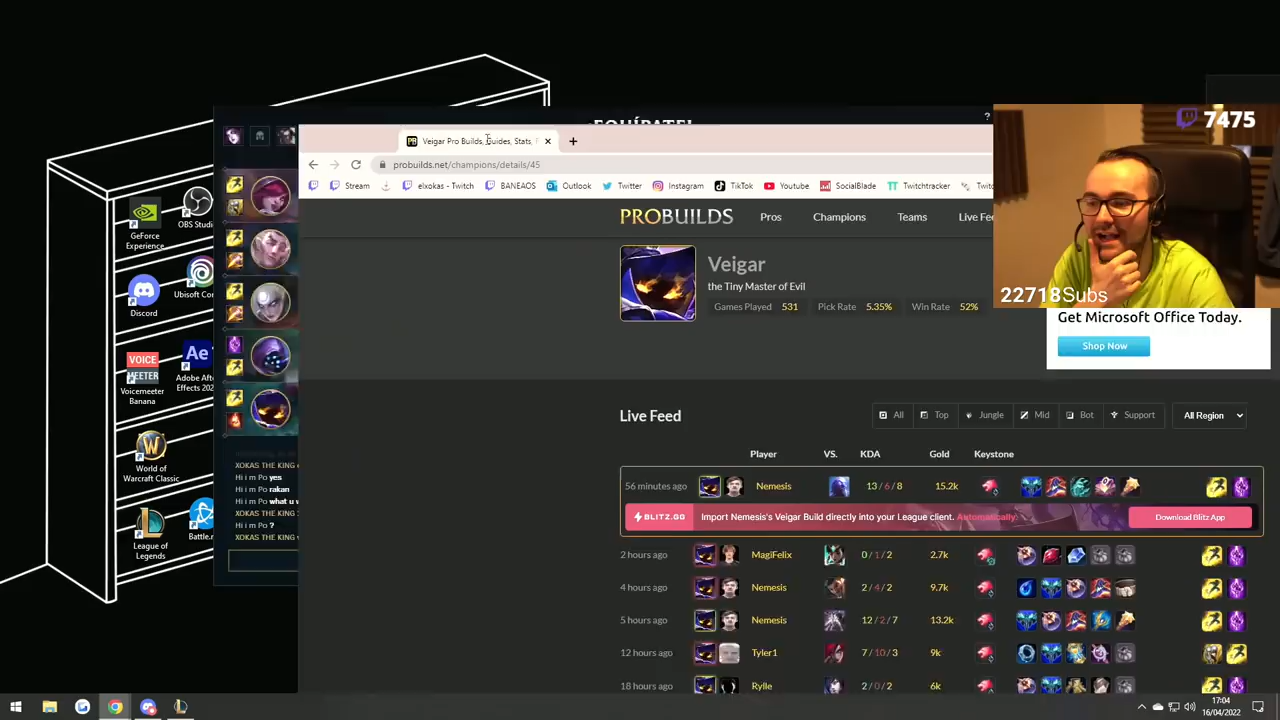 EQUÍPATE!
?
7475
22718Subs
Veigar Pro Builds, Guides, Stats,
probuilds.net/champions/details/45
Stream
elxokas - Twitch
BANEAOS
Outlook
Twitter
Instagram
TikTok
Youtube
SocialBlade
Twitchtracker
Twitc
PROBUILDS
Pros
Champions
Teams
Live Fee
Veigar
the Tiny Master of Evil
Games Played 531
Pick Rate 5.35%
Win Rate 52%
Get Microsoft Office Today.
Shop Now
Live Feed
All
Top
Jungle
Mid
Bot
Support
All Region
Player VS. KDA Gold Keystone
56 minutes ago Nemesis 13 / 6 / 8 15.2k
BLITZ.GG Import Nemesis's Veigar Build directly into your League client. Automatically. Download Blitz App
2 hours ago MagiFelix 0 / 1 / 2 2.7k
4 hours ago Nemesis 2 / 4 / 2 9.7k
5 hours ago Nemesis 12 / 2 / 7 13.2k
12 hours ago Tyler1 7 / 10 / 3 9k
18 hours ago Rylle 2 / 0 / 2 6k
GeForce
Experience
OBS Studi
Discord
Ubisoft Co
VOICE
MEETER
Voicemeeter
Banana
Ae
Adobe Afte
Effects 202
World of
Warcraft Classic
League of
Legends
Battle.n
XOKAS THE KING
Hi i m Po yes
Hi i m Po rakan
Hi i m Po what u
XOKAS THE KING
Hi i m Po ?
XOKAS THE KING
17:04
16/04/2022